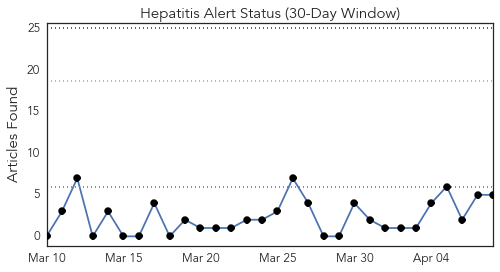 Hepatitis Alert Status (30-Day Window)
25
20
15
10
5
0
Articles Found
Mar 10 Mar 15 Mar 20 Mar 25 Mar 30 Apr 04